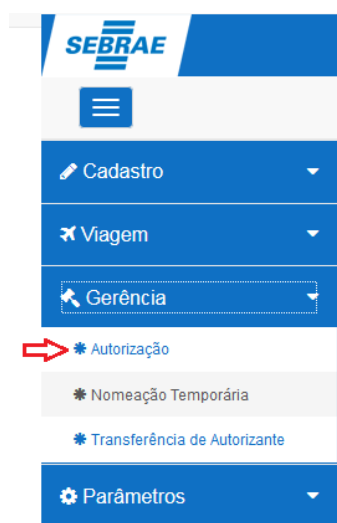 SEBRAE
Cadastro
Viagem
Gerência
Autorização
Nomeação Temporária
Transferência de Autorizante
Parâmetros